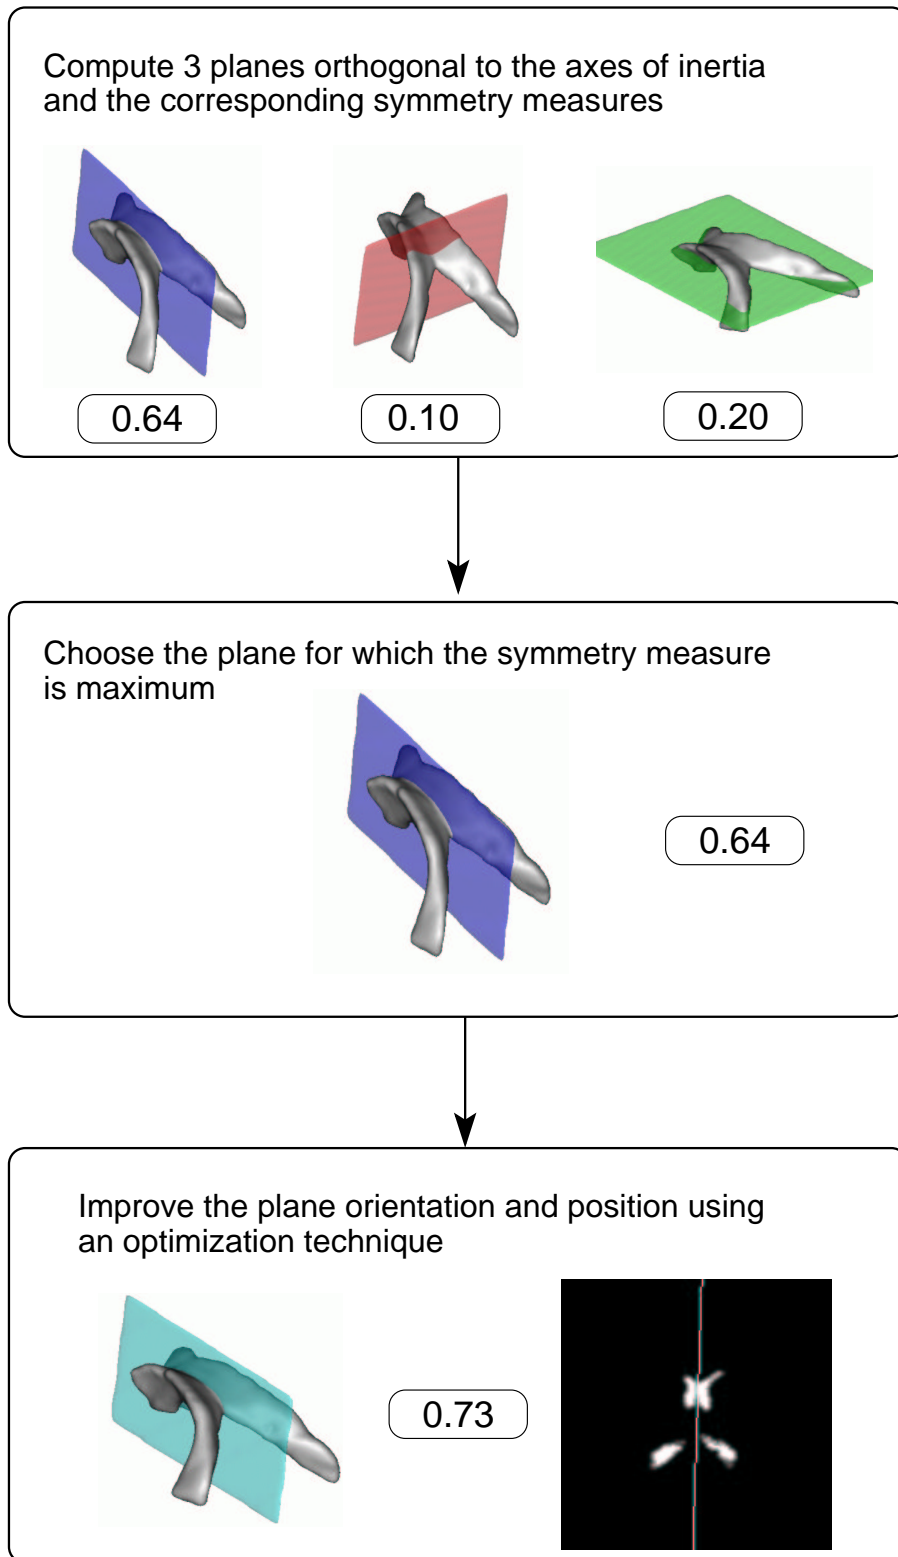 Compute 3 planes orthogonal to the axes of inertia
and the corresponding symmetry measures
0.64
0.10
0.20
Choose the plane for which the symmetry measure
is maximum
0.64
Improve the plane orientation and position using
an optimization technique
0.73